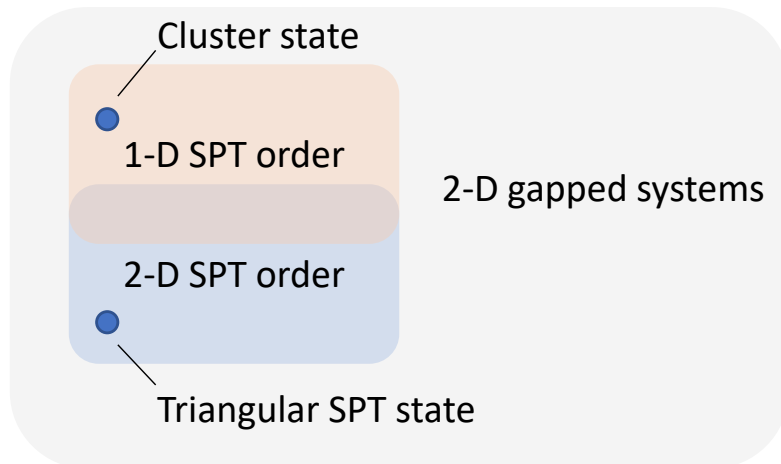 Cluster state
1-D SPT order
2-D gapped systems
2-D SPT order
Triangular SPT state